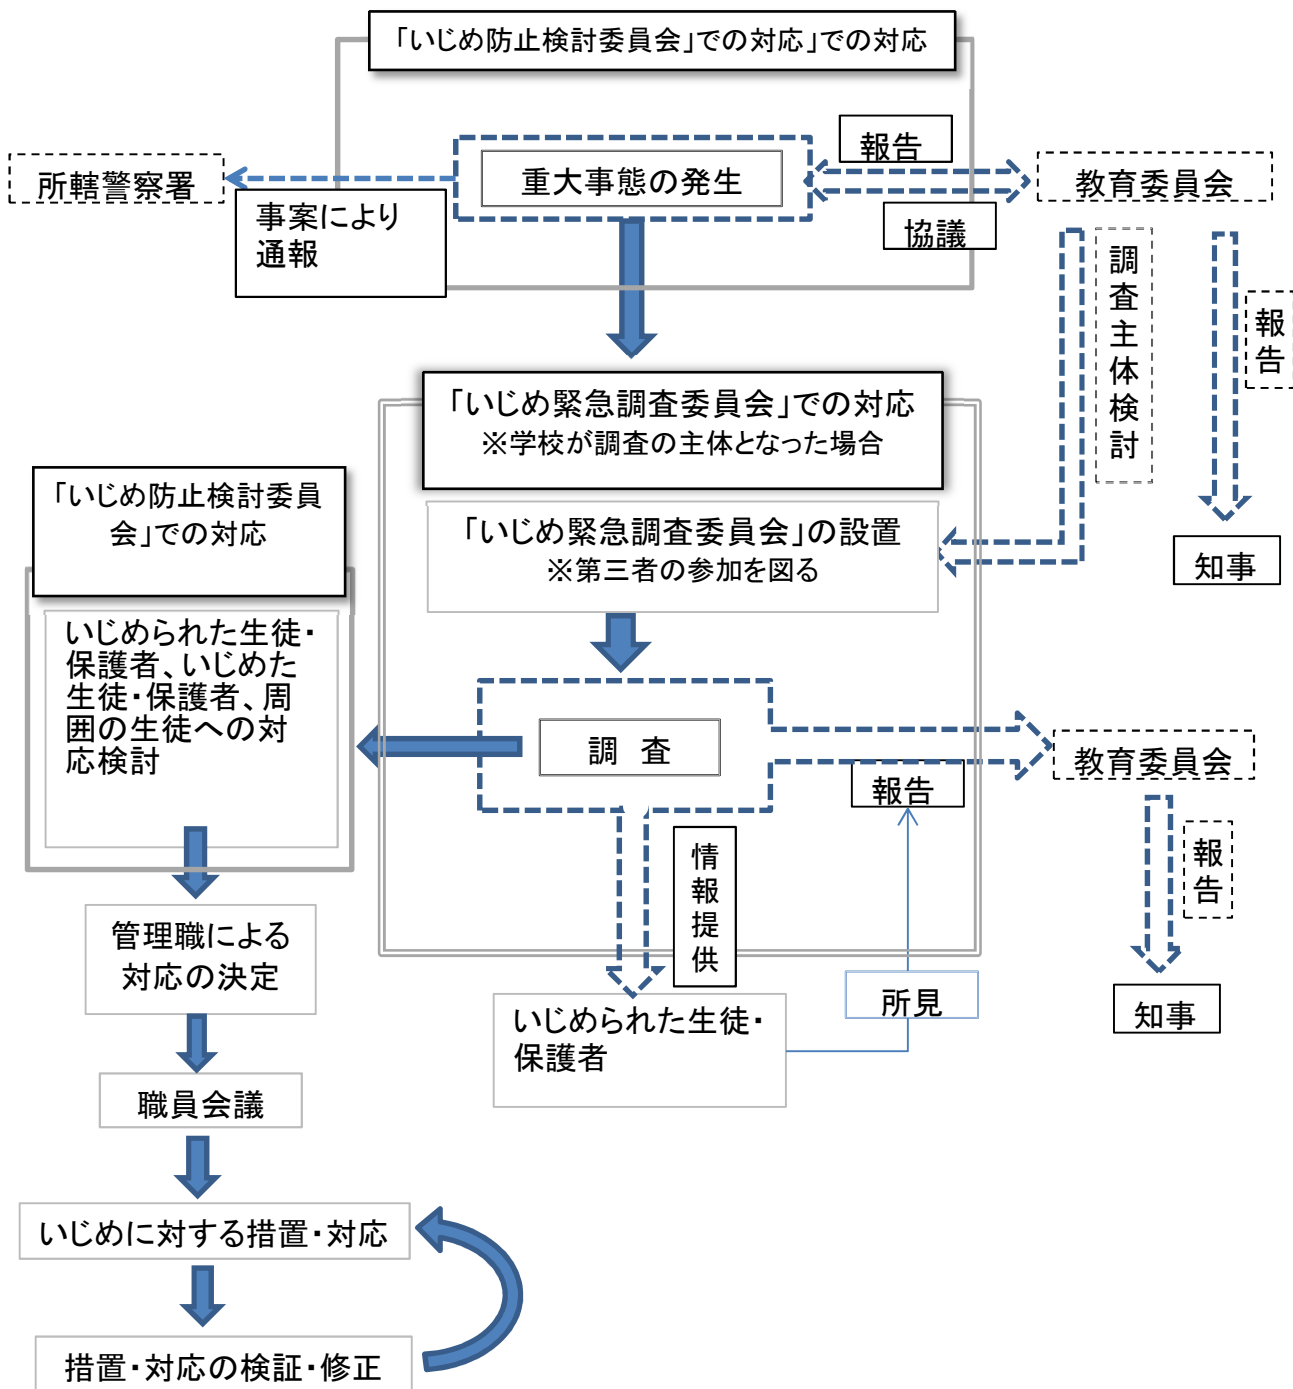 「いじめ防止検討委員会」での対応」での対応
報告
所轄警察署
重大事態の発生
教育委員会
事案により
通報
協議
調査主体検討
報告
「いじめ緊急調査委員会」での対応
※学校が調査の主体となった場合
「いじめ防止検討委員
会」での対応
「いじめ緊急調査委員会」の設置
※第三者の参加を図る
知事
いじめられた生徒・
保護者、いじめた
生徒・保護者、周
囲の生徒への対
応検討
調　査
教育委員会
報告
情報提供
報告
管理職による
対応の決定
所見
知事
いじめられた生徒・
保護者
職員会議
いじめに対する措置・対応
措置・対応の検証・修正